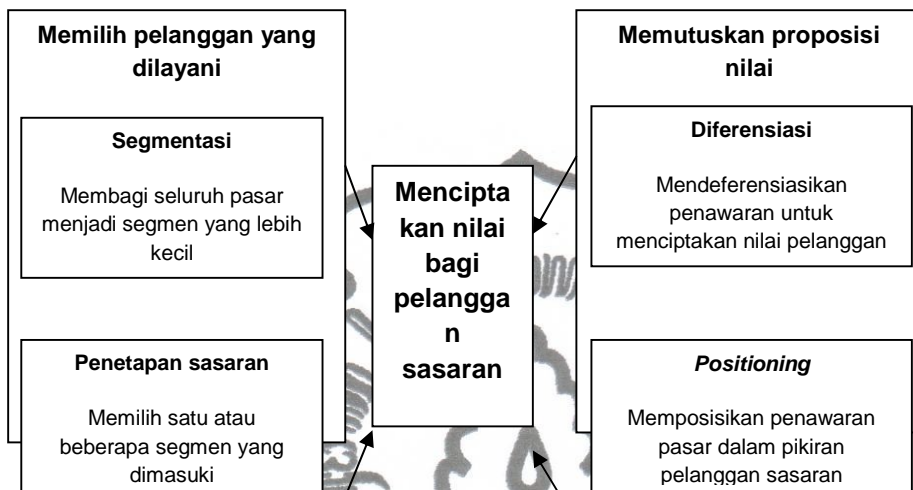 Memilih pelanggan yang
dilayani
Segmentasi
Membagi seluruh pasar
menjadi segmen yang lebih
kecil
Penetapan sasaran
Memilih satu atau
beberapa segmen yang
dimasuki
Mencipta
kan nilai
bagi
pelangga
n
sasaran
Memutuskan proposisi
nilai
Diferensiasi
Mendeferensiasikan
penawaran untuk
menciptakan nilai pelanggan
Positioning
Memposisikan penawaran
pasar dalam pikiran
pelanggan sasaran